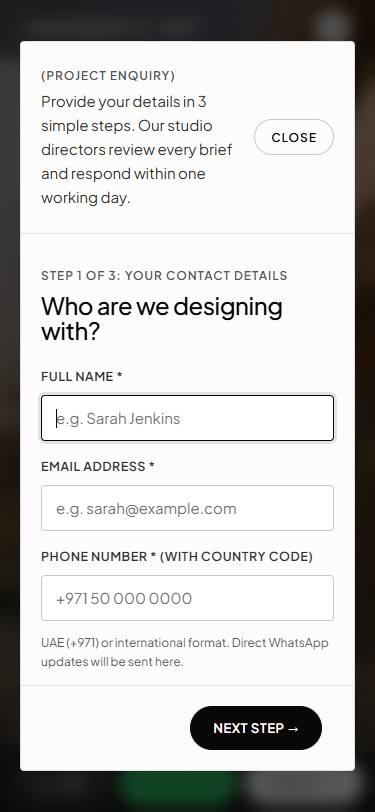 (PROJECT ENQUIRY)
Provide your details in 3
simple steps. Our studio
directors review every brief
and respond within one
working day.
CLOSE
STEP 1 OF 3: YOUR CONTACT DETAILS
Who are we designing
with?
FULL NAME *
e.g. Sarah Jenkins
EMAIL ADDRESS *
e.g. sarah@example.com
PHONE NUMBER * (WITH COUNTRY CODE)
+971 50 000 0000
UAE (+971) or international format. Direct WhatsApp
updates will be sent here.
NEXT STEP →